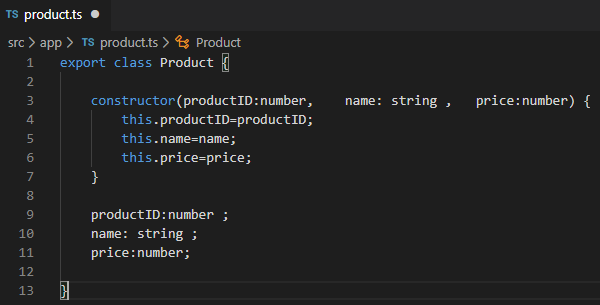 TS product.ts
src > app > TS product.ts > Product
1 export class Product {
2
3     constructor(productID:number,    name: string ,   price:number) {
4         this.productID=productID;
5         this.name=name;
6         this.price=price;
7     }
8
9     productID:number ;
10     name: string ;
11     price:number;
12
13 }